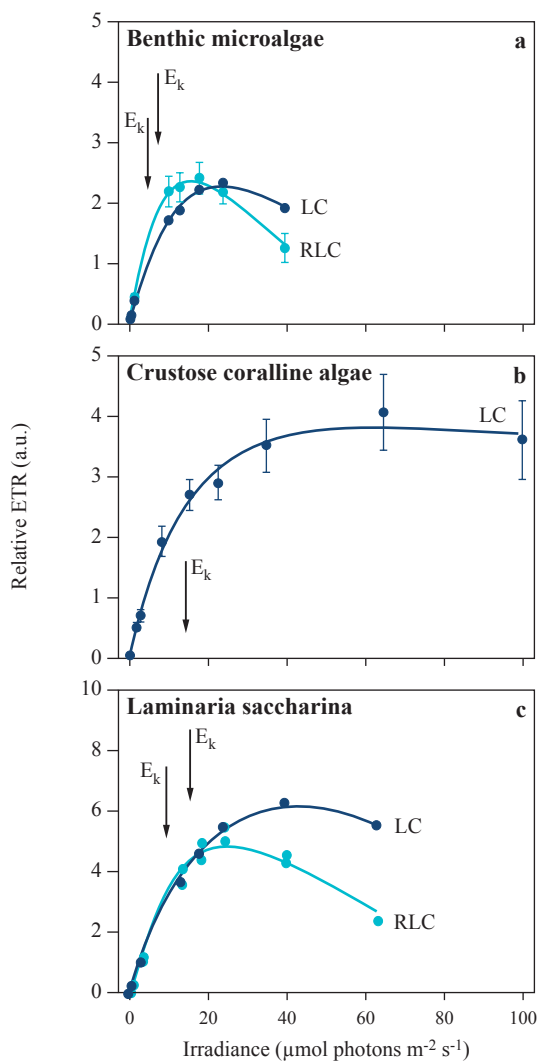 Benthic microalgae
a
5
4
3
2
1
0
E_k
E_k
LC
RLC
Crustose coralline algae
b
5
4
3
2
1
0
LC
E_k
Relative ETR (a.u.)
Laminaria saccharina
c
10
8
6
4
2
0
E_k
E_k
LC
RLC
0 20 40 60 80 100
Irradiance (µmol photons m⁻² s⁻¹)